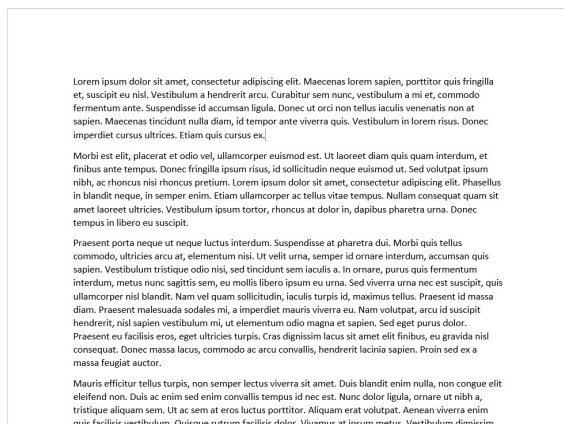 Lorem ipsum dolor sit amet, consectetur adipiscing elit. Maecenas lorem sapien, porttitor quis fringilla
et, suscipit eu nisl. Vestibulum a hendrerit arcu. Curabitur sem nunc, vestibulum a mi et, commodo
fermentum ante. Suspendisse id accumsan ligula. Donec ut orci non tellus iaculis venenatis non at
sapien. Maecenas tincidunt nulla diam, id tempor ante viverra quis. Vestibulum in lorem risus. Donec
imperdiet cursus ultrices. Etiam quis cursus ex.
Morbi est elit, placerat et odio vel, ullamcorper euismod est. Ut laoreet diam quis quam interdum, et
finibus ante tempus. Donec fringilla ipsum risus, id sollicitudin neque euismod ut. Sed volutpat ipsum
nibh, ac rhoncus nisi rhoncus pretium. Lorem ipsum dolor sit amet, consectetur adipiscing elit. Phasellus
in blandit neque, in semper enim. Etiam ullamcorper ac tellus vitae tempus. Nullam consequat quam sit
amet laoreet ultricies. Vestibulum ipsum tortor, rhoncus at dolor in, dapibus pharetra urna. Donec
tempus in libero eu suscipit.
Praesent porta neque ut neque luctus interdum. Suspendisse at pharetra dui. Morbi quis tellus
commodo, ultricies arcu at, elementum nisi. Ut velit urna, semper id ornare interdum, accumsan quis
sapien. Vestibulum tristique odio nisi, sed tincidunt sem iaculis a. In ornare, purus quis fermentum
interdum, metus nunc sagittis sem, eu mollis libero ipsum eu urna. Sed viverra urna nec est suscipit, quis
ullamcorper nisl blandit. Nam vel quam sollicitudin, iaculis turpis id, maximus tellus. Praesent id massa
diam. Praesent malesuada sodales mi, a imperdiet mauris viverra eu. Nam volutpat, arcu id suscipit
hendrerit, nisl sapien vestibulum mi, ut elementum odio magna et sapien. Sed eget purus dolor.
Praesent eu facilisis eros, eget ultricies turpis. Cras dignissim lacus sit amet elit finibus, eu gravida nisl
consequat. Donec massa lacus, commodo ac arcu convallis, hendrerit lacinia sapien. Proin sed ex a
massa feugiat auctor.
Mauris efficitur tellus turpis, non semper lectus viverra sit amet. Duis blandit enim nulla, non congue elit
eleifend non. Duis ac enim sed enim convallis tempus id nec est. Nunc dolor ligula, ornare ut nibh a,
tristique aliquam sem. Ut ac sem at eros luctus porttitor. Aliquam erat volutpat. Aenean viverra enim
quis facilisis vestibulum. Quisque rutrum facilisis dolor. Vivamus at ipsum metus. Vestibulum dignissim